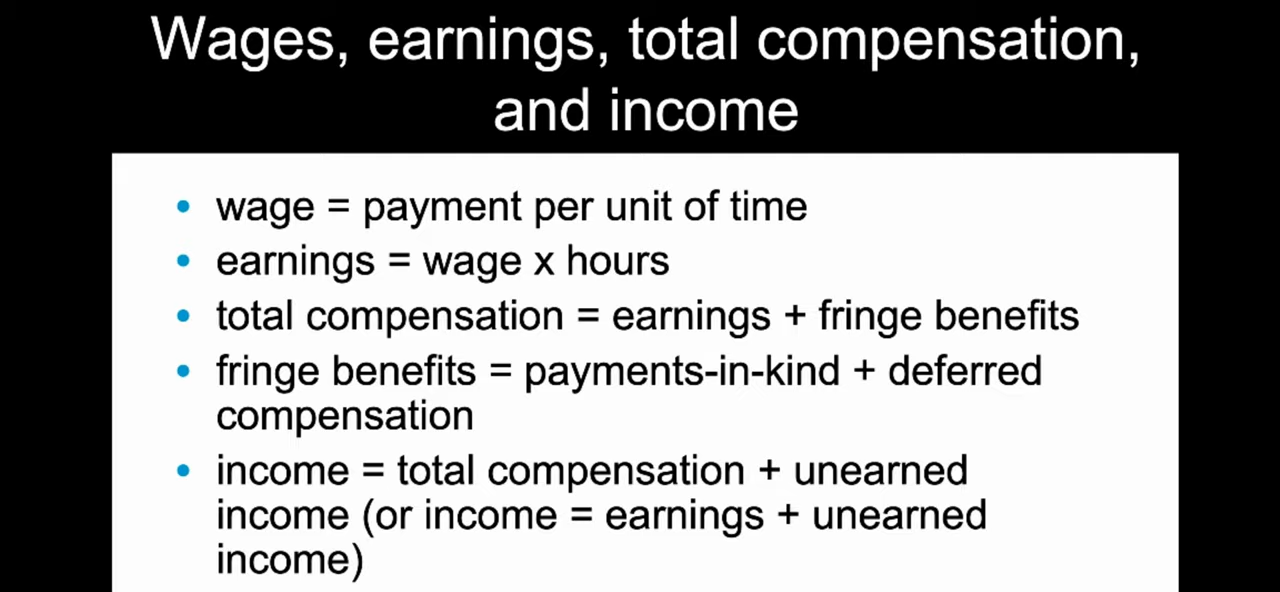 Wages, earnings, total compensation,
and income
• wage = payment per unit of time
• earnings = wage x hours
• total compensation = earnings + fringe benefits
• fringe benefits = payments-in-kind + deferred
compensation
• income = total compensation + unearned
income (or income = earnings + unearned
income)